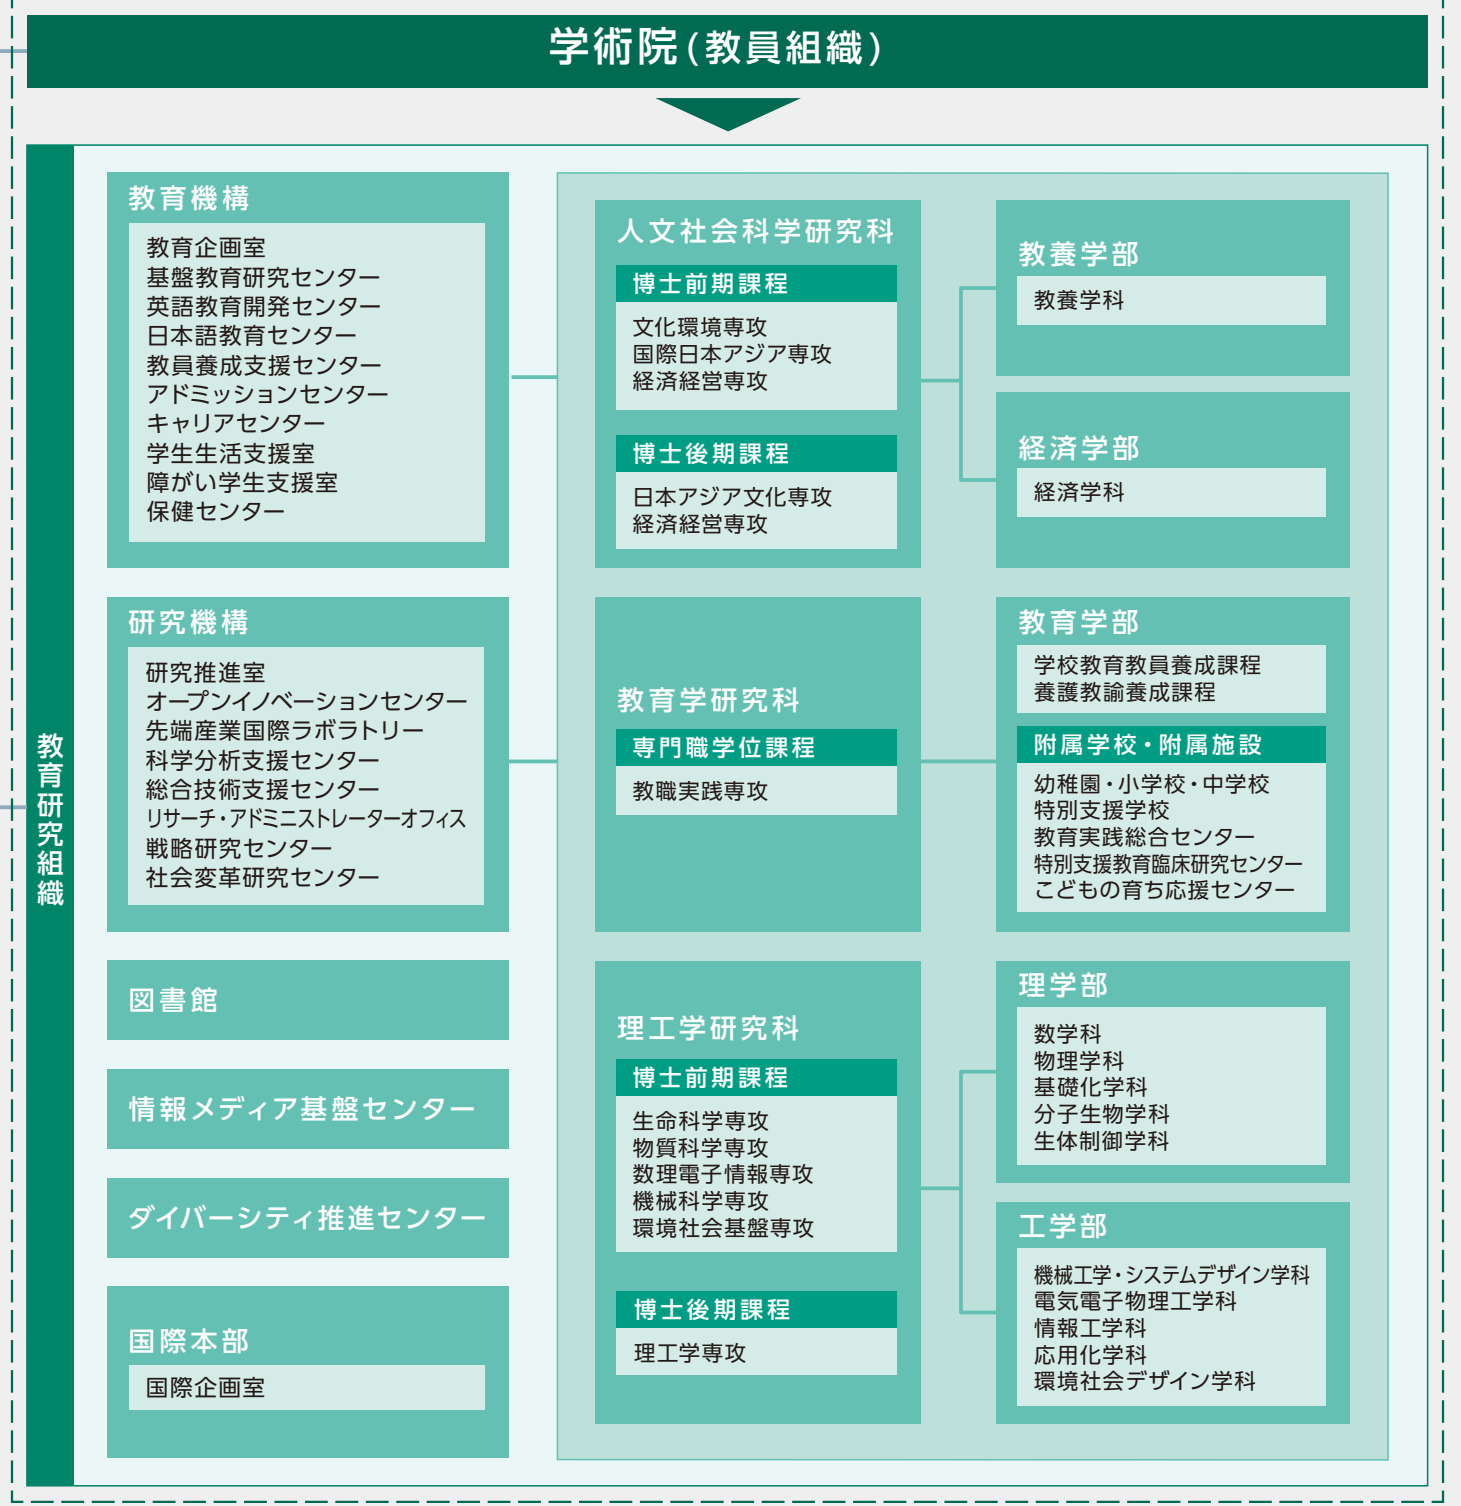 学術院(教員組織)
教育研究組織
教育機構
教育企画室
基盤教育研究センター
英語教育開発センター
日本語教育センター
教員養成支援センター
アドミッションセンター
キャリアセンター
学生生活支援室
障がい学生支援室
保健センター
研究機構
研究推進室
オープンイノベーションセンター
先端産業国際ラボラトリー
科学分析支援センター
総合技術支援センター
リサーチ・アドミニストレーターオフィス
戦略研究センター
社会変革研究センター
図書館
情報メディア基盤センター
ダイバーシティ推進センター
国際本部
国際企画室
人文社会科学研究科
博士前期課程
文化環境専攻
国際日本アジア専攻
経済経営専攻
博士後期課程
日本アジア文化専攻
経済経営専攻
教養学部
教養学科
経済学部
経済学科
教育学研究科
専門職学位課程
教職実践専攻
教育学部
学校教育教員養成課程
養護教諭養成課程
附属学校・附属施設
幼稚園・小学校・中学校
特別支援学校
教育実践総合センター
特別支援教育臨床研究センター
こどもの育ち応援センター
理工学研究科
博士前期課程
生命科学専攻
物質科学専攻
数理電子情報専攻
機械科学専攻
環境社会基盤専攻
博士後期課程
理工学専攻
理学部
数学科
物理学科
基礎化学科
分子生物学科
生体制御学科
工学部
機械工学・システムデザイン学科
電気電子物理工学科
情報工学科
応用化学科
環境社会デザイン学科